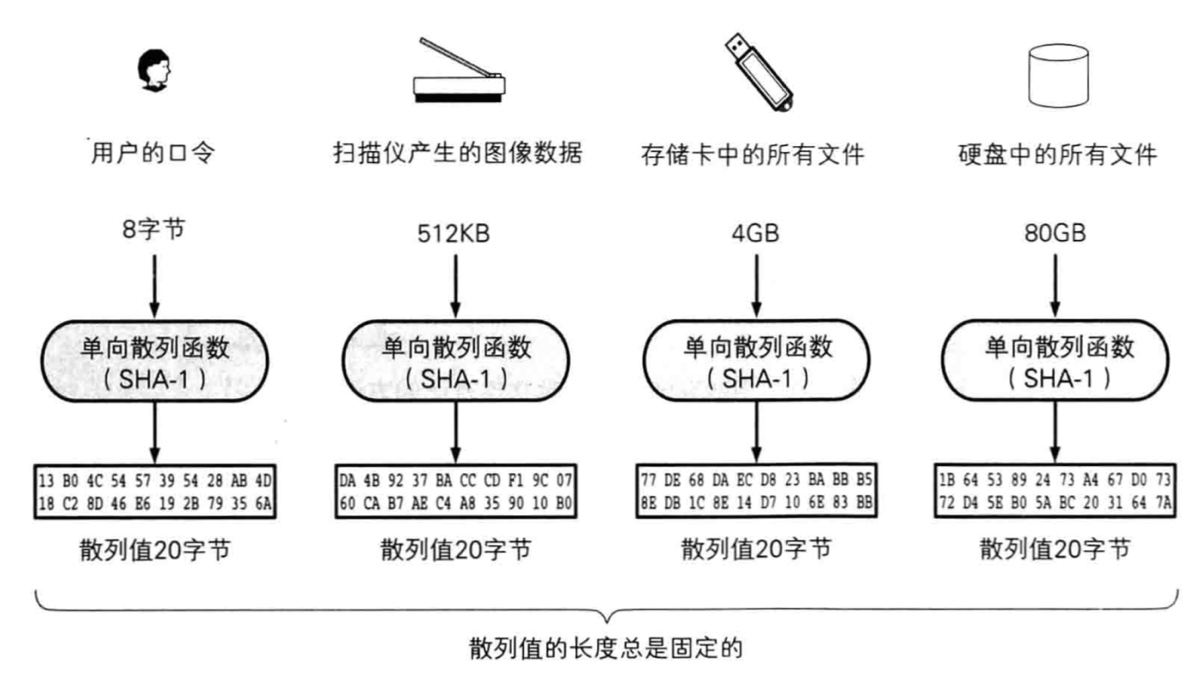 用户的口令
扫描仪产生的图像数据
存储卡中的所有文件
硬盘中的所有文件
8字节
512KB
4GB
80GB
单向散列函数
(SHA-1)
单向散列函数
(SHA-1)
单向散列函数
(SHA-1)
单向散列函数
(SHA-1)
13 B0 4C 54 57 39 54 28 AB 4D
18 C2 8D 46 E6 19 2B 79 35 6A
DA 4B 92 37 BA CC CD F1 9C 07
60 CA B7 AE C4 A8 35 90 10 B0
77 DE 68 DA EC D8 23 BA BB B5
8E DB 1C 8E 14 D7 10 6E 83 BB
1B 64 53 89 24 73 A4 67 D0 73
72 D4 5E B0 5A BC 20 31 64 7A
散列值20字节
散列值20字节
散列值20字节
散列值20字节
散列值的长度总是固定的